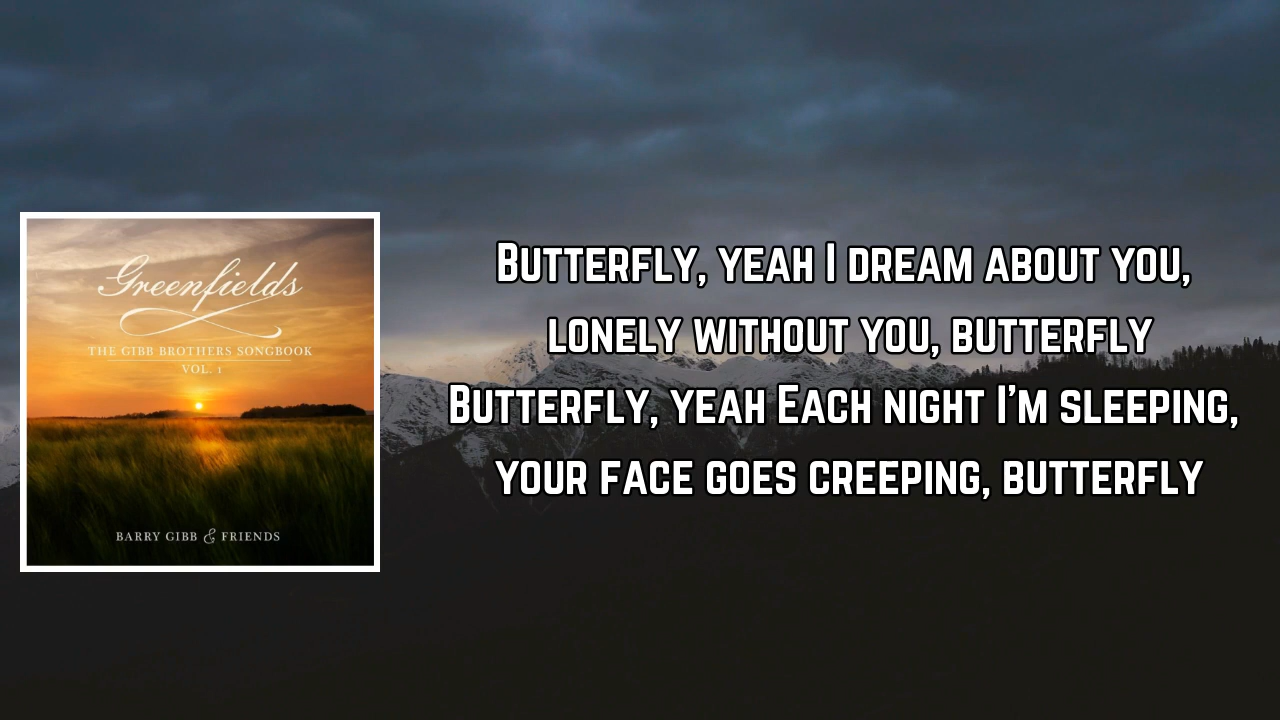 Greenfields
THE GIBB BROTHERS SONGBOOK
VOL. 1
BARRY GIBB & FRIENDS
BUTTERFLY, YEAH I DREAM ABOUT YOU,
LONELY WITHOUT YOU, BUTTERFLY
BUTTERFLY, YEAH EACH NIGHT I'M SLEEPING,
YOUR FACE GOES CREEPING, BUTTERFLY